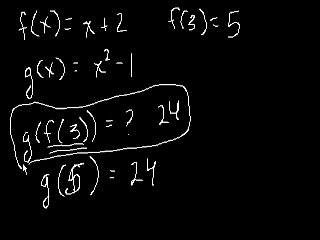 f(x) = x + 2 f(3) = 5
g(x) = x² - 1
g(f(3)) = ? 24
g(5) = 24